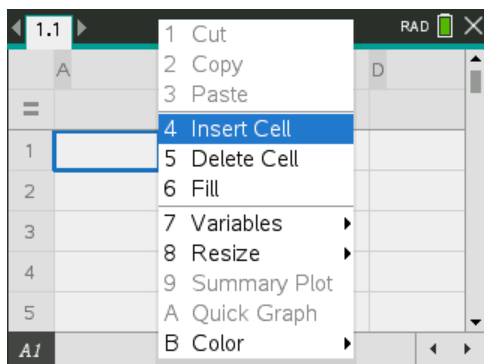 1.1 RAD
A D
=
1
2
3
4
5
1 Cut
2 Copy
3 Paste
4 Insert Cell
5 Delete Cell
6 Fill
7 Variables
8 Resize
9 Summary Plot
A Quick Graph
B Color
A1